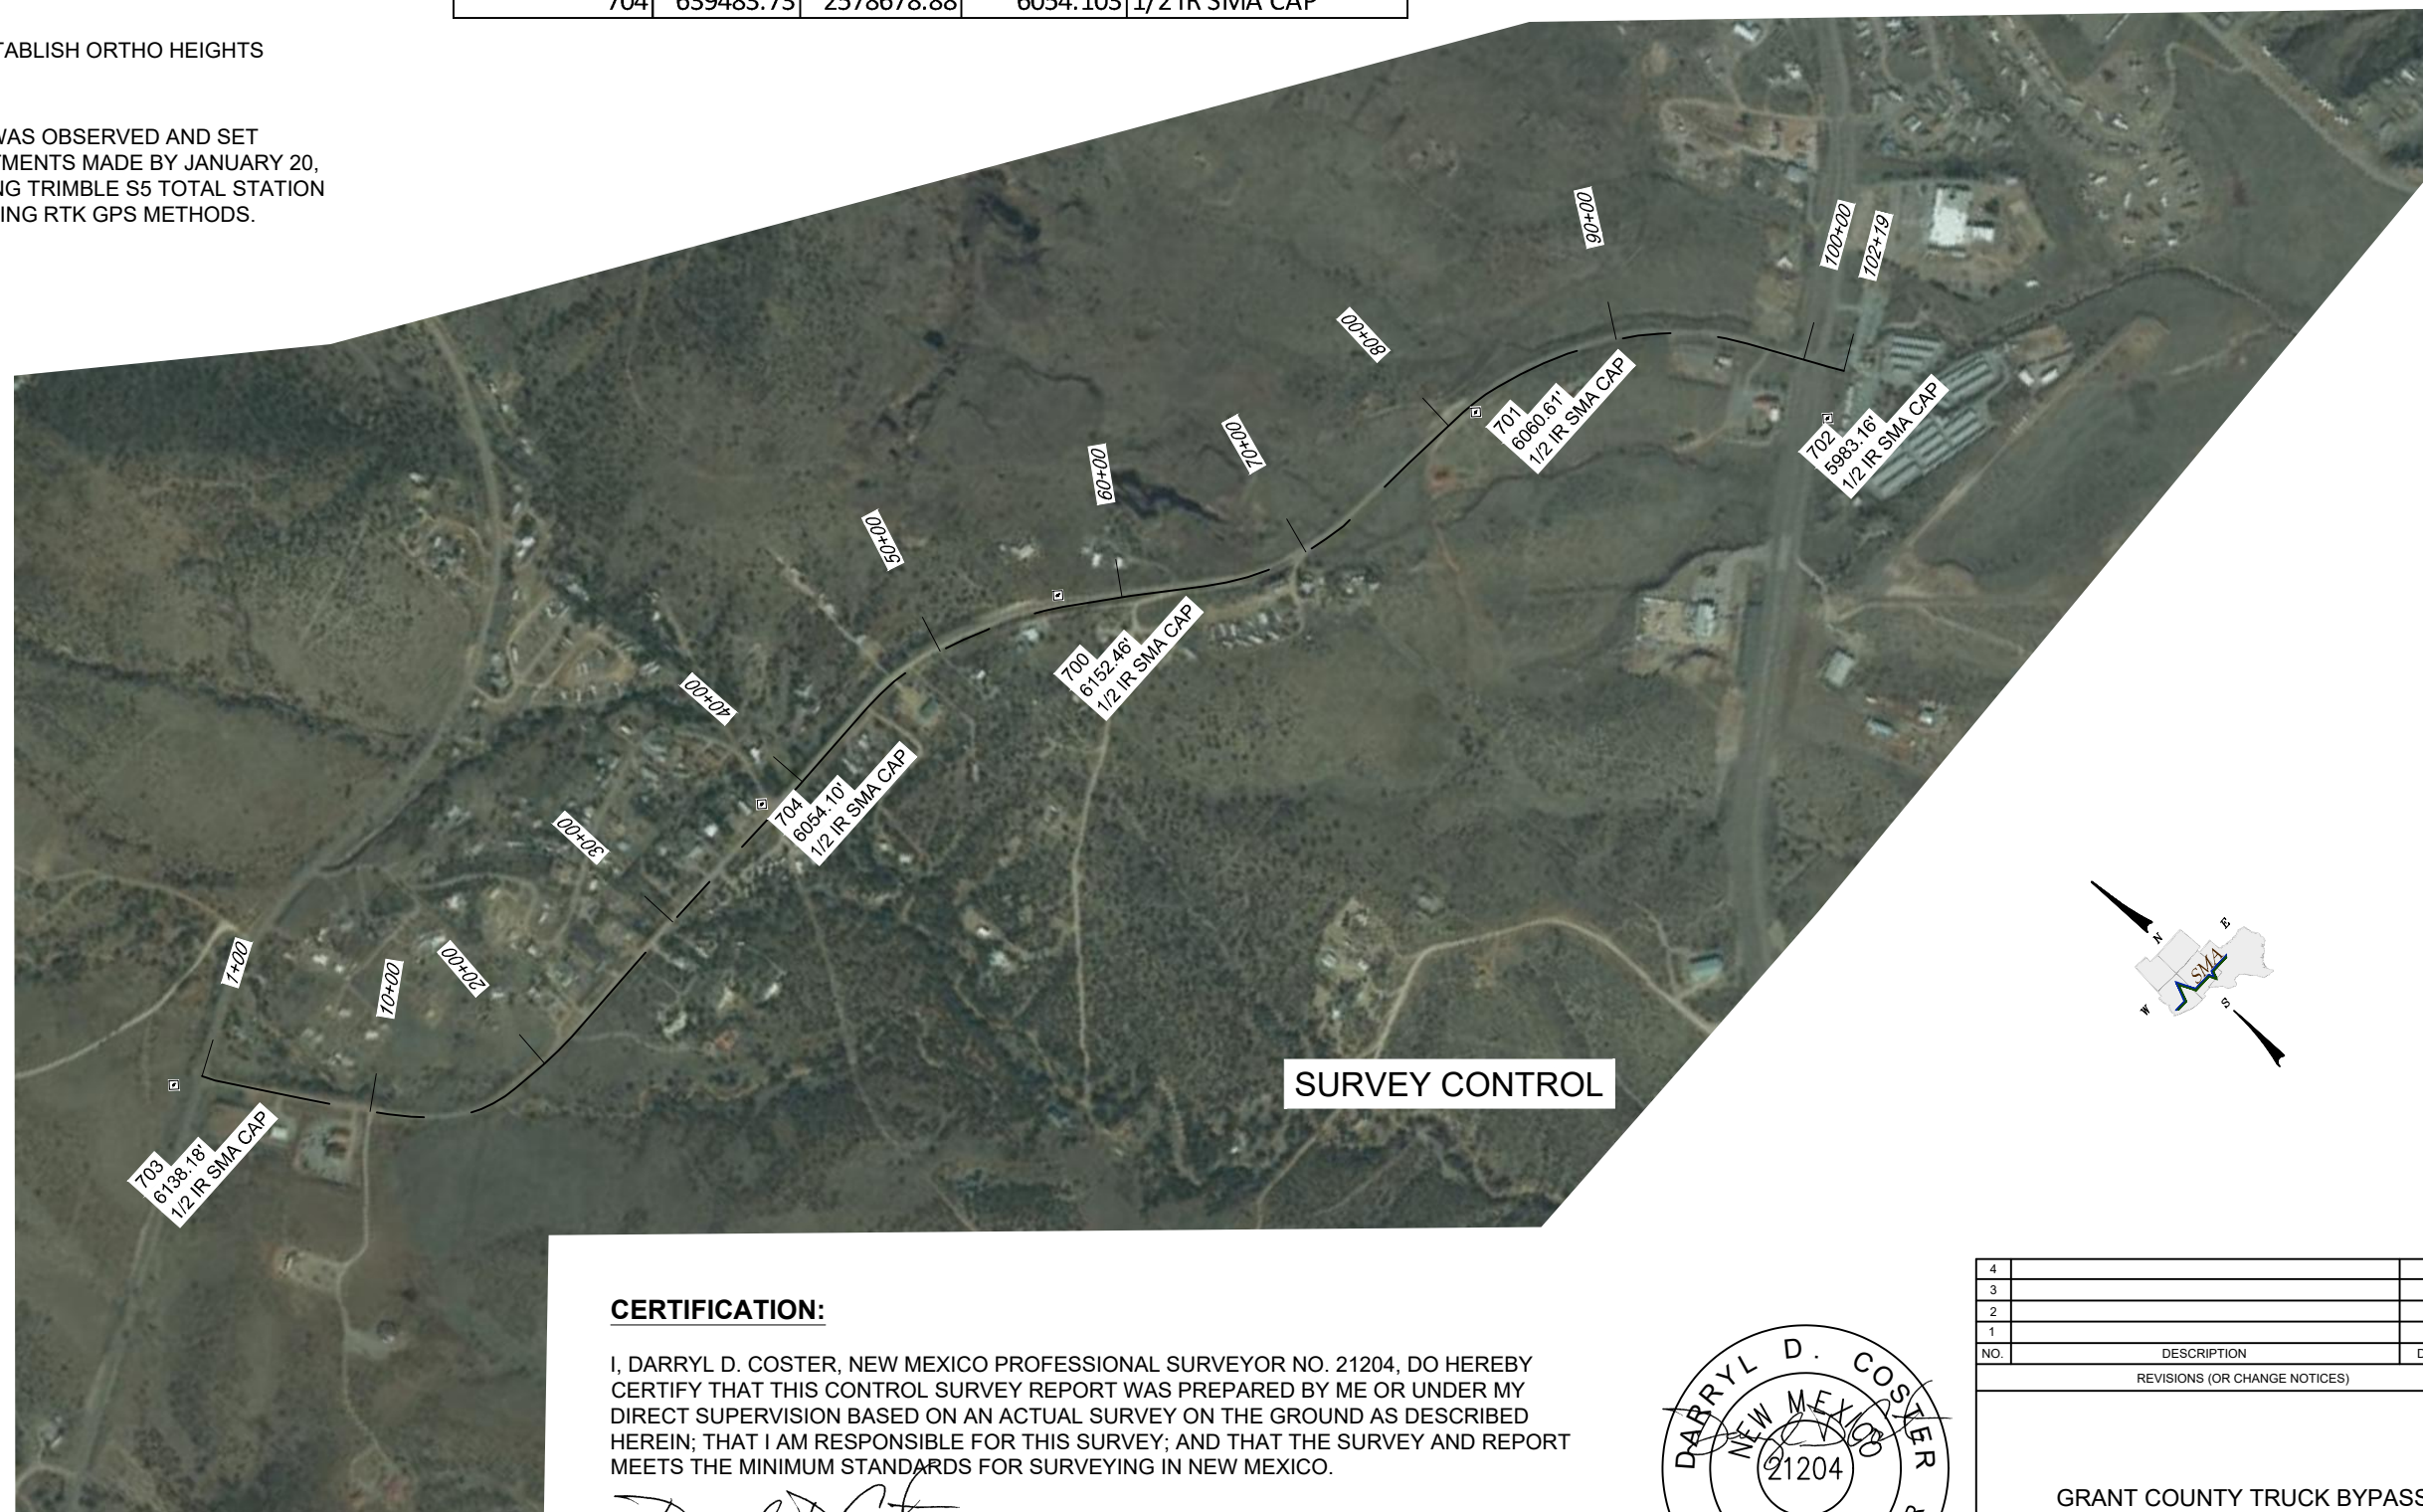 704 639483.73 2578678.88 6054.103 1/2 IR SMA CAP
TABLISH ORTHO HEIGHTS
WAS OBSERVED AND SET
TMENTS MADE BY JANUARY 20,
NG TRIMBLE S5 TOTAL STATION
ING RTK GPS METHODS.
90+00
100+00
102+19
80+00
701
6060.61'
1/2 IR SMA CAP
702
5983.16'
1/2 IR SMA CAP
70+00
60+00
50+00
700
6152.46'
1/2 IR SMA CAP
40+00
704
6054.10'
1/2 IR SMA CAP
30+00
20+00
10+00
1+00
703
6138.18'
1/2 IR SMA CAP
N
E
SMA
W
S
SURVEY CONTROL
CERTIFICATION:
I, DARRYL D. COSTER, NEW MEXICO PROFESSIONAL SURVEYOR NO. 21204, DO HEREBY
CERTIFY THAT THIS CONTROL SURVEY REPORT WAS PREPARED BY ME OR UNDER MY
DIRECT SUPERVISION BASED ON AN ACTUAL SURVEY ON THE GROUND AS DESCRIBED
HEREIN; THAT I AM RESPONSIBLE FOR THIS SURVEY; AND THAT THE SURVEY AND REPORT
MEETS THE MINIMUM STANDARDS FOR SURVEYING IN NEW MEXICO.
DARRYL D. COSTER
NEW MEXICO
21204
R
4
3
2
1
NO. DESCRIPTION D
REVISIONS (OR CHANGE NOTICES)
GRANT COUNTY TRUCK BYPASS